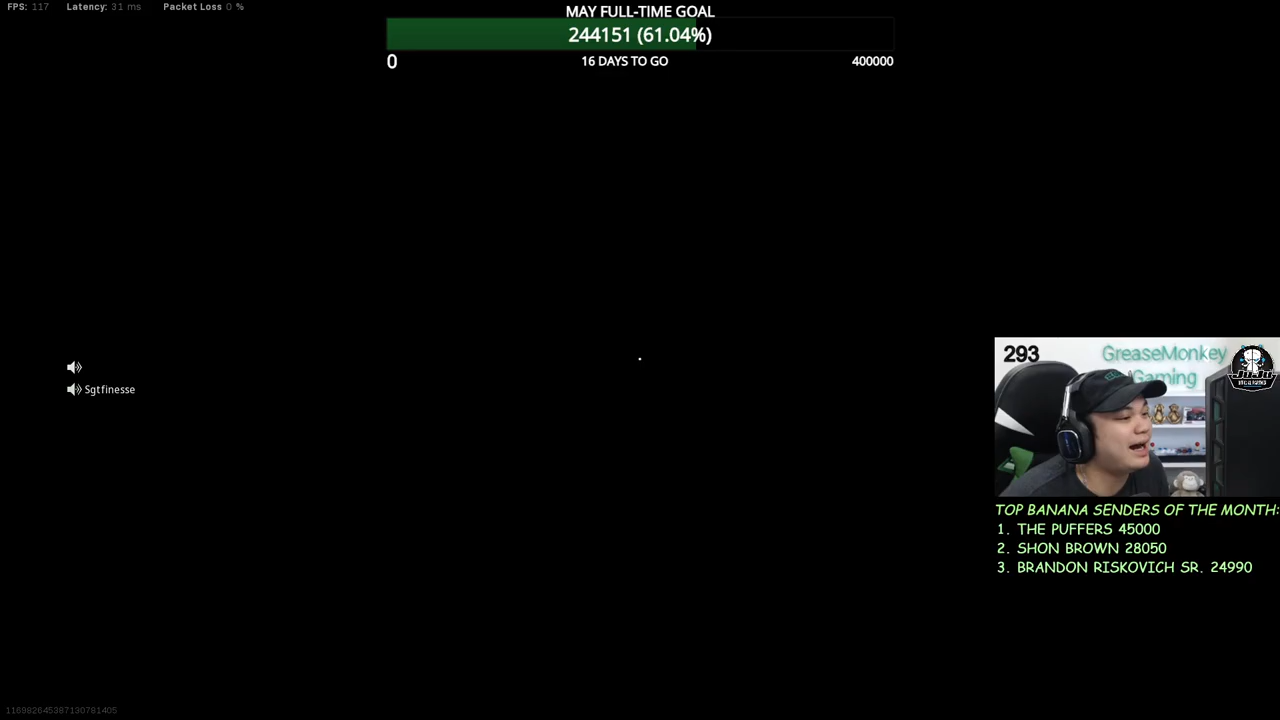 FPS: 117 Latency: 31 ms Packet Loss 0 %
MAY FULL-TIME GOAL
244151 (61.04%)
0 16 DAYS TO GO 400000
Sgtfinesse
293
GreaseMonkey
Gaming
TOP BANANA SENDERS OF THE MONTH:
1. THE PUFFERS 45000
2. SHON BROWN 28050
3. BRANDON RISKOVICH SR. 24990
116982645387130781405